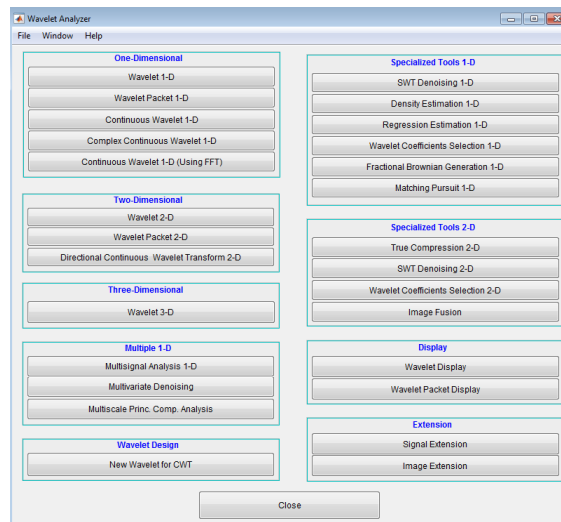 Wavelet Analyzer
File Window Help
One-Dimensional
Wavelet 1-D
Wavelet Packet 1-D
Continuous Wavelet 1-D
Complex Continuous Wavelet 1-D
Continuous Wavelet 1-D (Using FFT)
Two-Dimensional
Wavelet 2-D
Wavelet Packet 2-D
Directional Continuous Wavelet Transform 2-D
Three-Dimensional
Wavelet 3-D
Multiple 1-D
Multisignal Analysis 1-D
Multivariate Denoising
Multiscale Princ. Comp. Analysis
Wavelet Design
New Wavelet for CWT
Specialized Tools 1-D
SWT Denoising 1-D
Density Estimation 1-D
Regression Estimation 1-D
Wavelet Coefficients Selection 1-D
Fractional Brownian Generation 1-D
Matching Pursuit 1-D
Specialized Tools 2-D
True Compression 2-D
SWT Denoising 2-D
Wavelet Coefficients Selection 2-D
Image Fusion
Display
Wavelet Display
Wavelet Packet Display
Extension
Signal Extension
Image Extension
Close